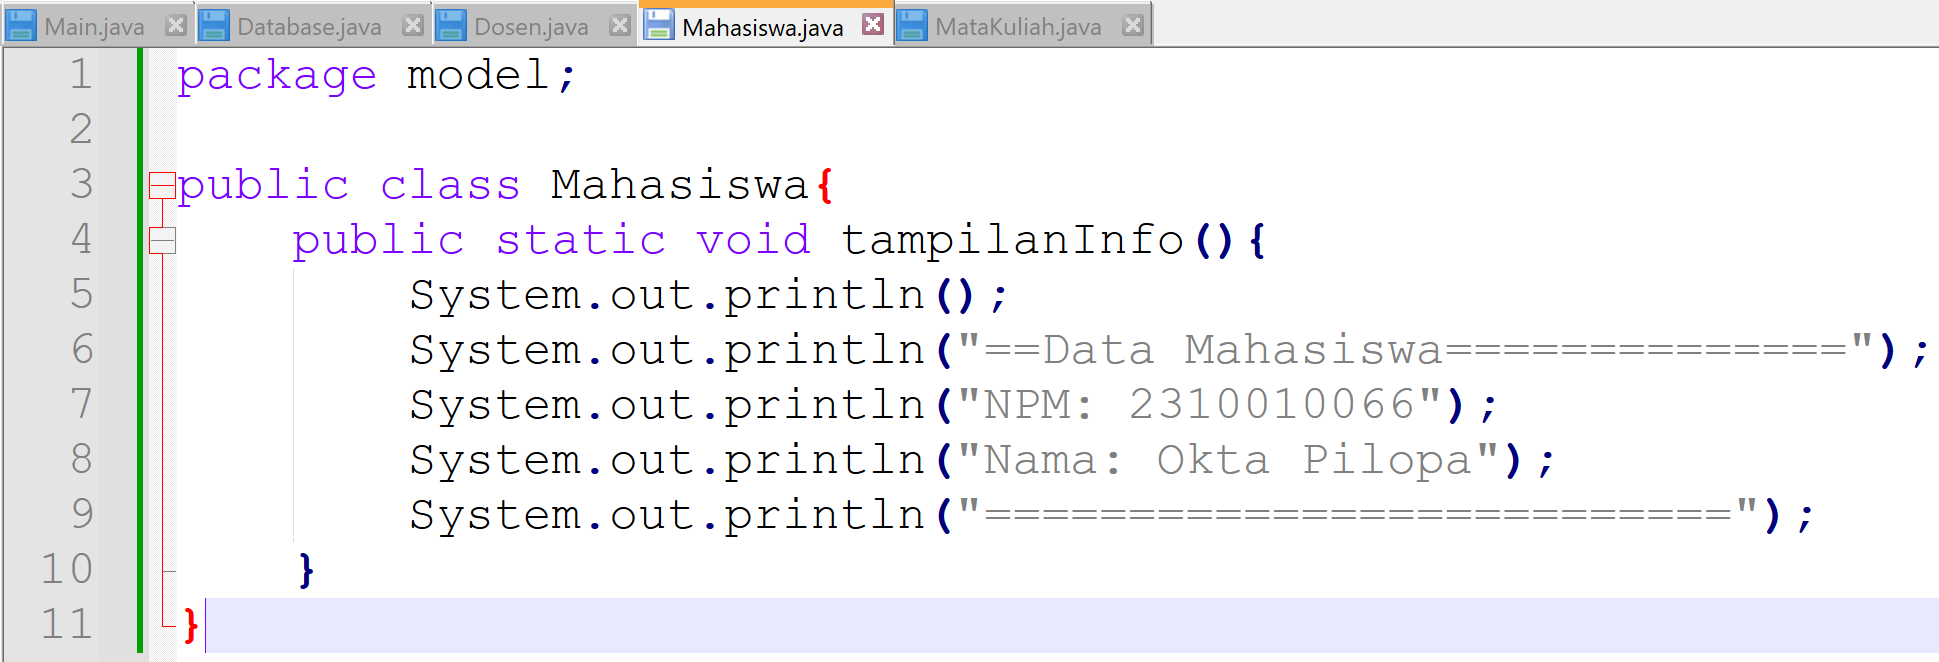 Main.java Database.java Dosen.java Mahasiswa.java MataKuliah.java
1 package model;
2
3 public class Mahasiswa{
4 public static void tampilanInfo(){
5 System.out.println();
6 System.out.println("==Data Mahasiswa==============");
7 System.out.println("NPM: 2310010066");
8 System.out.println("Nama: Okta Pilopa");
9 System.out.println("==========================");
10 }
11 }